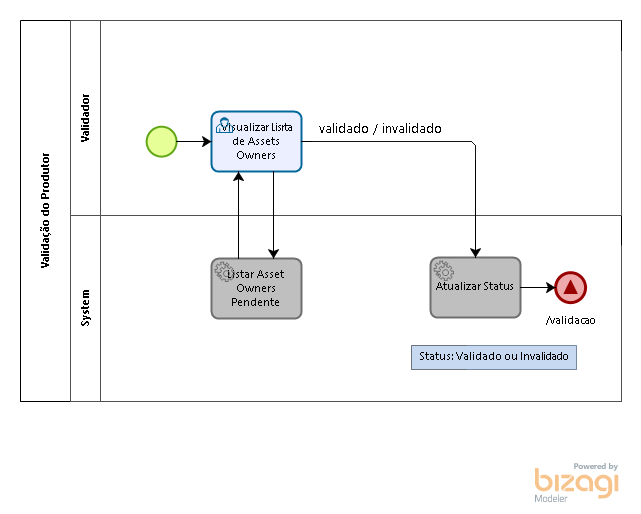 Validação do Produtor
Validador
Visualizar Lista
de Assets
Owners
validado / invalidado
System
Listar Asset
Owners
Pendente
Atualizar Status
/validacao
Status: Validado ou Invalidado
Powered by
bizagi
Modeler